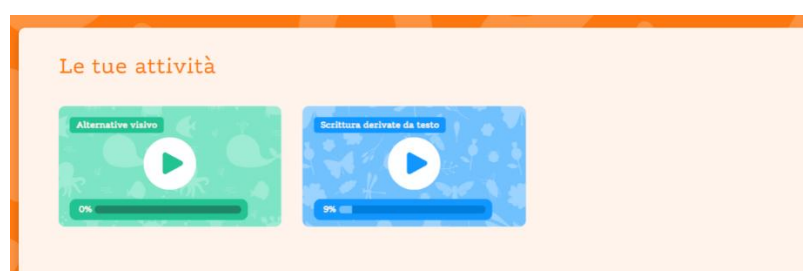 Le tue attività
Alternative visivo
Scrittura derivate da testo
0%
9%